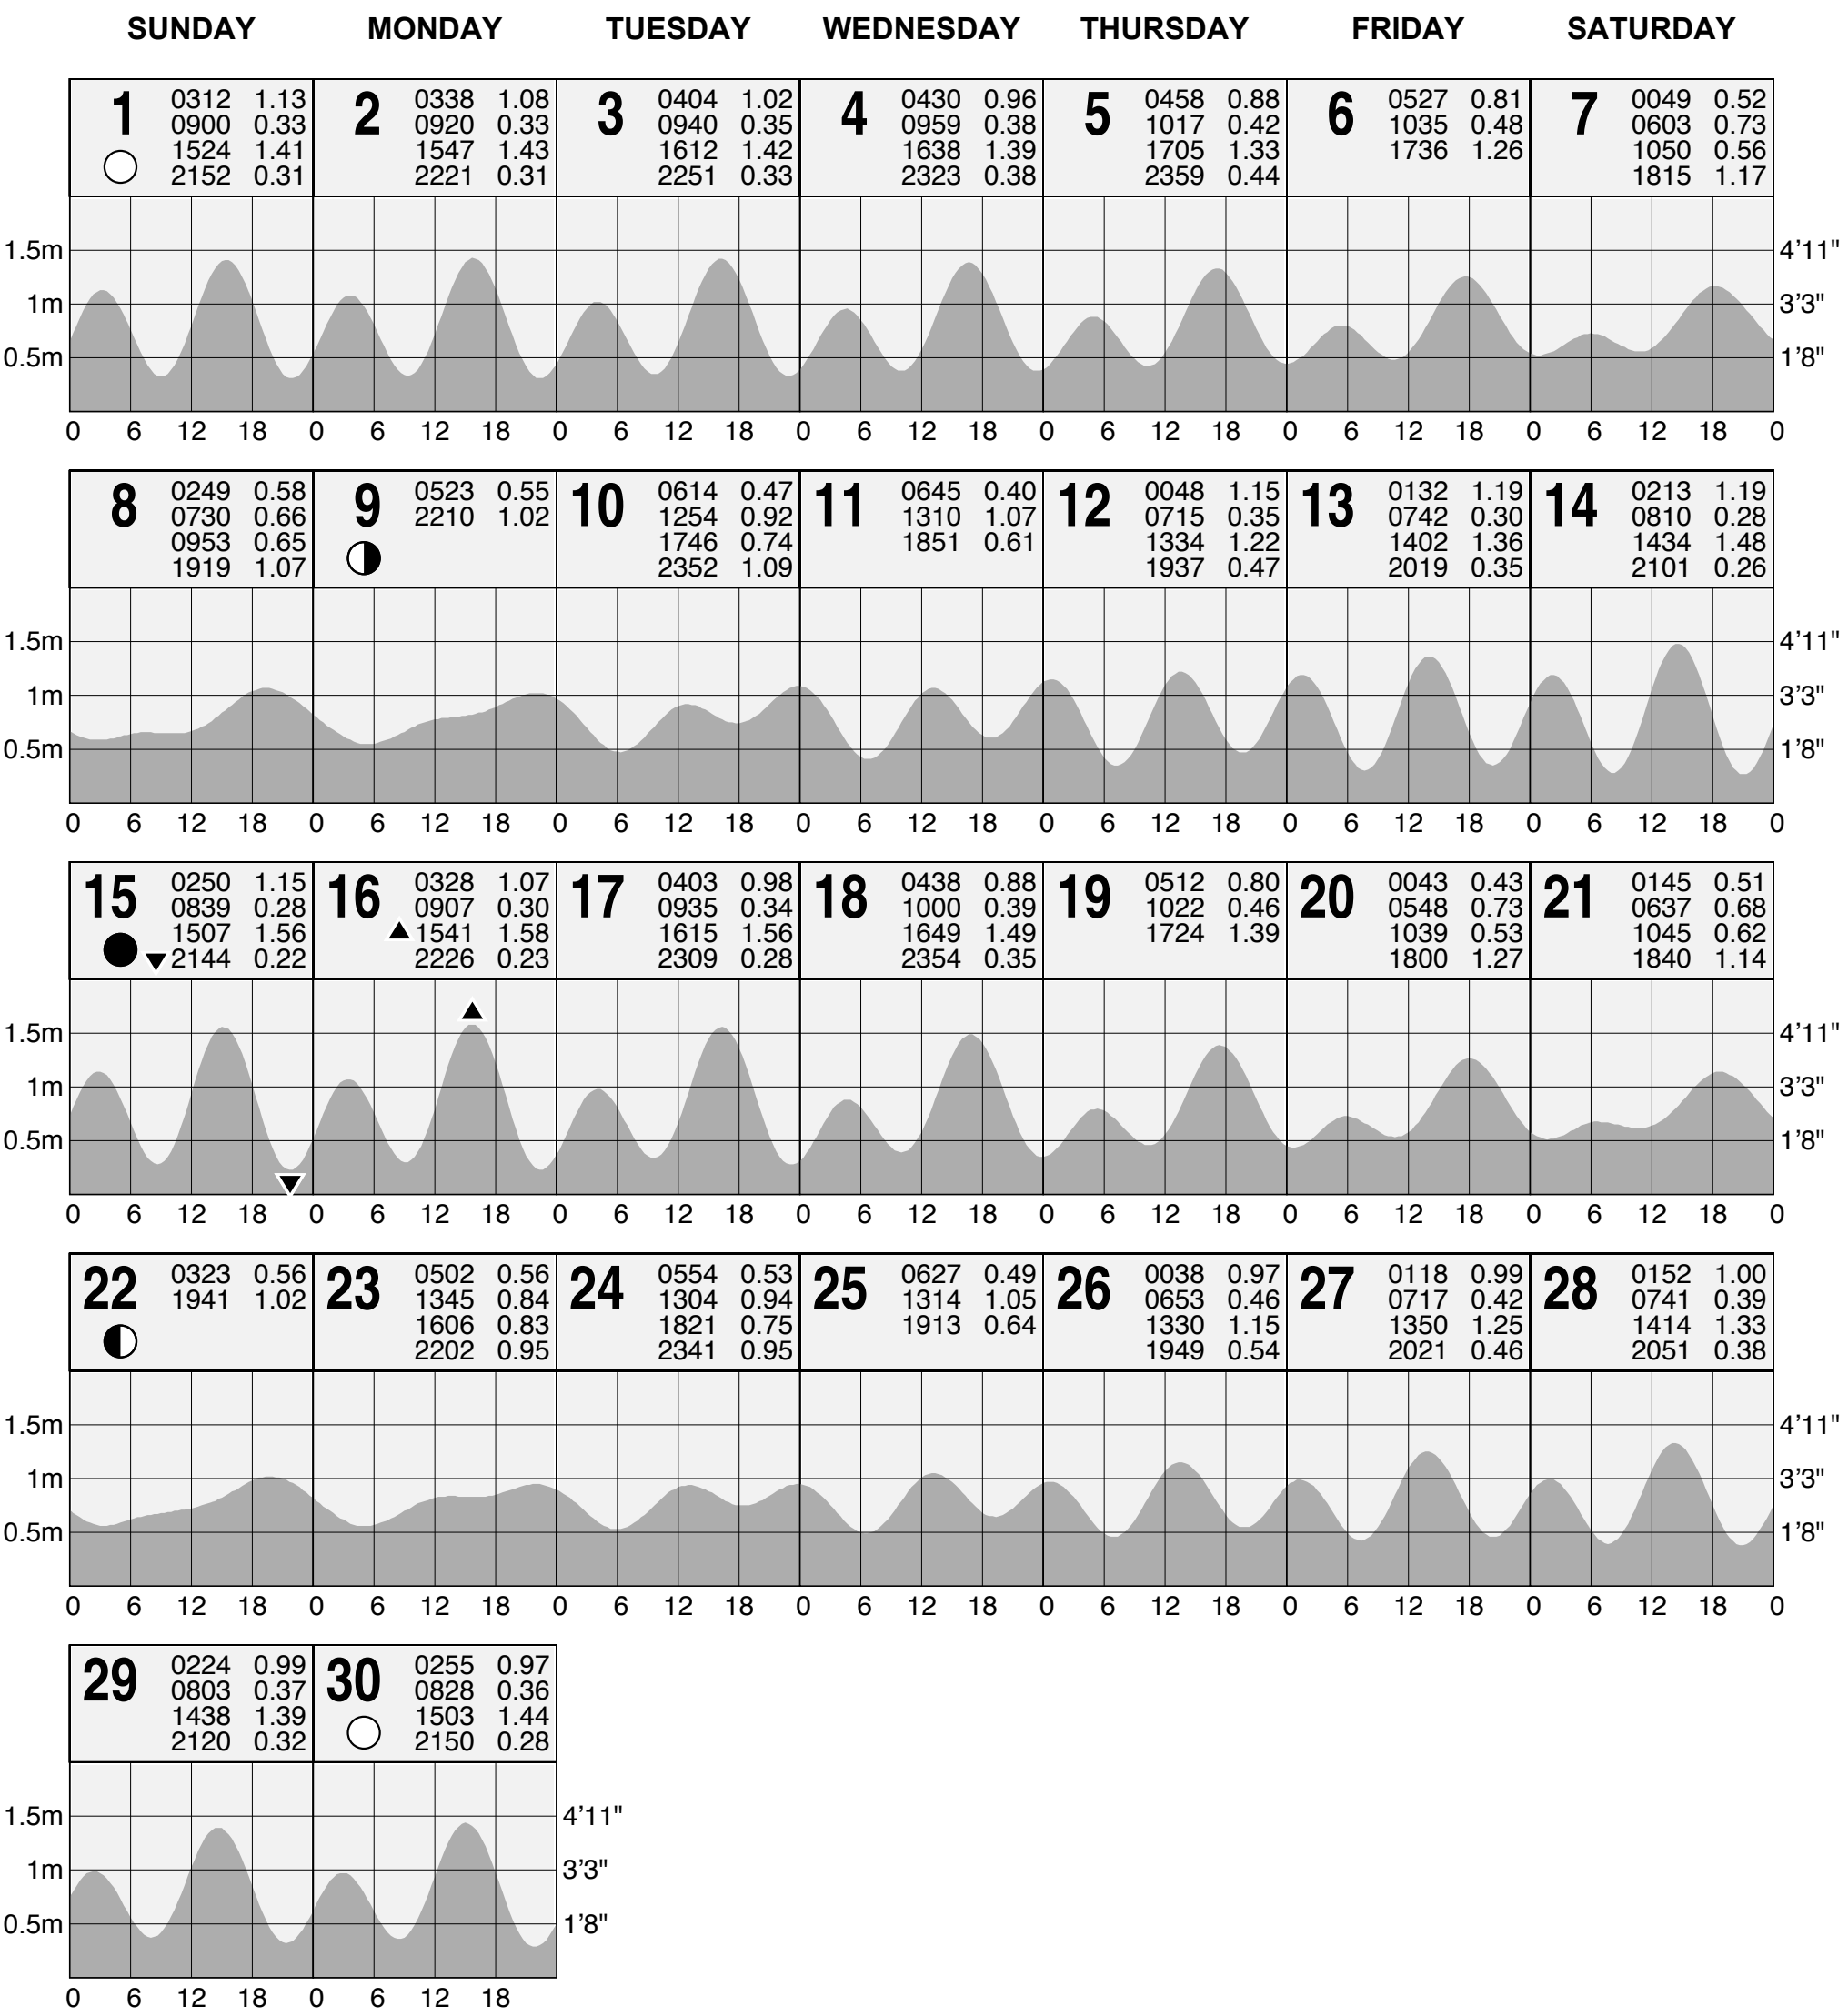 SUNDAY MONDAY TUESDAY WEDNESDAY THURSDAY FRIDAY SATURDAY
1 0312 1.13
0900 0.33
1524 1.41
2152 0.31
2 0338 1.08
0920 0.33
1547 1.43
2221 0.31
3 0404 1.02
0940 0.35
1612 1.42
2251 0.33
4 0430 0.96
0959 0.38
1638 1.39
2323 0.38
5 0458 0.88
1017 0.42
1705 1.33
2359 0.44
6 0527 0.81
1035 0.48
1736 1.26
7 0049 0.52
0603 0.73
1050 0.56
1815 1.17
1.5m 4'11"
1m 3'3"
0.5m 1'8"
0 6 12 18 0 6 12 18 0 6 12 18 0 6 12 18 0 6 12 18 0 6 12 18 0 6 12 18 0
8 0249 0.58
0730 0.66
0953 0.65
1919 1.07
9 0523 0.55
2210 1.02
10 0614 0.47
1254 0.92
1746 0.74
2352 1.09
11 0645 0.40
1310 1.07
1851 0.61
12 0048 1.15
0715 0.35
1334 1.22
1937 0.47
13 0132 1.19
0742 0.30
1402 1.36
2019 0.35
14 0213 1.19
0810 0.28
1434 1.48
2101 0.26
1.5m 4'11"
1m 3'3"
0.5m 1'8"
0 6 12 18 0 6 12 18 0 6 12 18 0 6 12 18 0 6 12 18 0 6 12 18 0 6 12 18 0
15 0250 1.15
0839 0.28
1507 1.56
2144 0.22
16 0328 1.07
0907 0.30
1541 1.58
2226 0.23
17 0403 0.98
0935 0.34
1615 1.56
2309 0.28
18 0438 0.88
1000 0.39
1649 1.49
2354 0.35
19 0512 0.80
1022 0.46
1724 1.39
20 0043 0.43
0548 0.73
1039 0.53
1800 1.27
21 0145 0.51
0637 0.68
1045 0.62
1840 1.14
1.5m 4'11"
1m 3'3"
0.5m 1'8"
0 6 12 18 0 6 12 18 0 6 12 18 0 6 12 18 0 6 12 18 0 6 12 18 0 6 12 18 0
22 0323 0.56
1941 1.02
23 0502 0.56
1345 0.84
1606 0.83
2202 0.95
24 0554 0.53
1304 0.94
1821 0.75
2341 0.95
25 0627 0.49
1314 1.05
1913 0.64
26 0038 0.97
0653 0.46
1330 1.15
1949 0.54
27 0118 0.99
0717 0.42
1350 1.25
2021 0.46
28 0152 1.00
0741 0.39
1414 1.33
2051 0.38
1.5m 4'11"
1m 3'3"
0.5m 1'8"
0 6 12 18 0 6 12 18 0 6 12 18 0 6 12 18 0 6 12 18 0 6 12 18 0 6 12 18 0
29 0224 0.99
0803 0.37
1438 1.39
2120 0.32
30 0255 0.97
0828 0.36
1503 1.44
2150 0.28
1.5m 4'11"
1m 3'3"
0.5m 1'8"
0 6 12 18 0 6 12 18